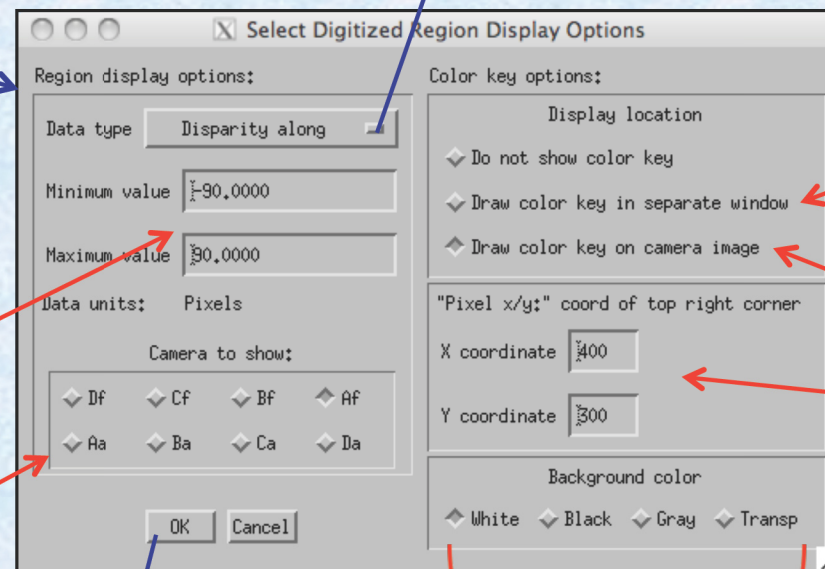 Select Digitized Region Display Options
Region display options:
Data type Disparity along
Minimum value -90.0000
Maximum value 90.0000
Data units: Pixels
Camera to show:
Df Cf Bf Af
Aa Ba Ca Da
OK Cancel
Color key options:
Display location
Do not show color key
Draw color key in separate window
Draw color key on camera image
"Pixel x/y:" coord of top right corner
X coordinate 400
Y coordinate 300
Background color
White Black Gray Transp